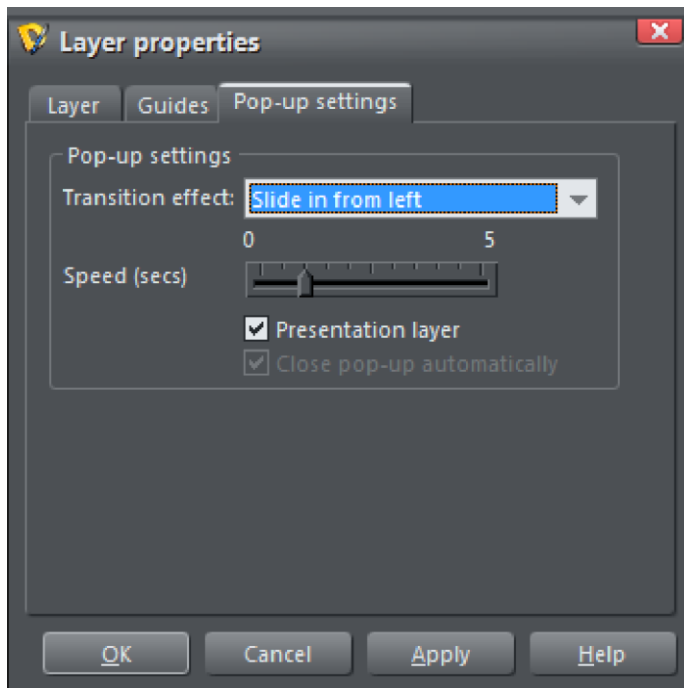 Layer properties
Layer Guides Pop-up settings
Pop-up settings
Transition effect: Slide in from left
0 5
Speed (secs)
Presentation layer
Close pop-up automatically
OK Cancel Apply Help